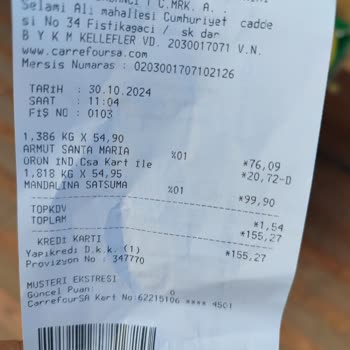 C.MRK. A. .
Selami Ali mahallesi Cumhuriyet cadde
si No 34 Fistikagaci / sk dar
B Y K M KELLEFLER VD. 2030017071 V.N.
www.carrefoursa.com
Mersis Numaras : 0203001707102126
TARİH : 30.10.2024
SAAT : 11:04
FİŞ NO : 0103
1,386 KG X 54,90
ARMUT SANTA MARIA %01 *76,09
ÜRÜN İND.Csa Kart ile *20,72-D
1,818 KG X 54,95
MANDALINA SATSUMA %01 *99,90
TOPKDV *1,54
TOPLAM *155,27
KREDİ KARTI *155,27
Yapıkredi D.k.k. (1)
Provizyon No : 347770
MUSTERI EKSTRESI
Güncel Puan: 0
CarrefourSA Kart No:62215106 **** 4501